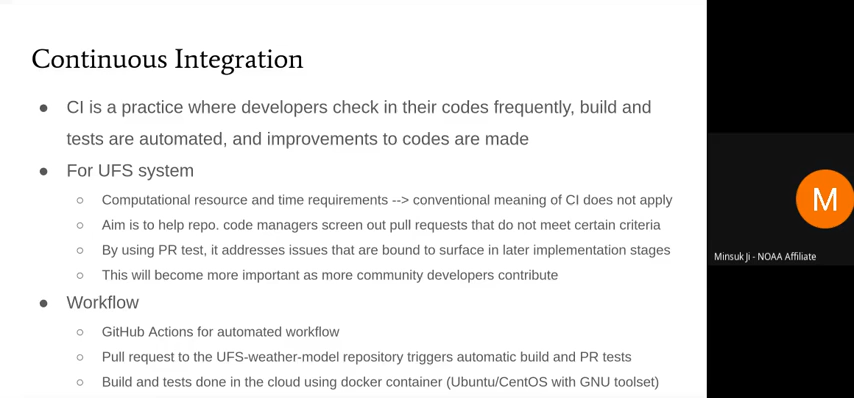 Continuous Integration
● CI is a practice where developers check in their codes frequently, build and
tests are automated, and improvements to codes are made
● For UFS system
○ Computational resource and time requirements --> conventional meaning of CI does not apply
○ Aim is to help repo. code managers screen out pull requests that do not meet certain criteria
○ By using PR test, it addresses issues that are bound to surface in later implementation stages
○ This will become more important as more community developers contribute
● Workflow
○ GitHub Actions for automated workflow
○ Pull request to the UFS-weather-model repository triggers automatic build and PR tests
○ Build and tests done in the cloud using docker container (Ubuntu/CentOS with GNU toolset)
M
Minsuk Ji - NOAA Affiliate